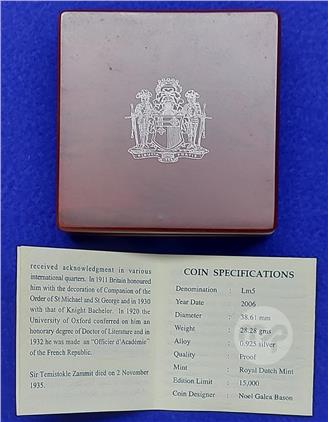 received acknowledgment in various
international quarters. In 1911 Britain honoured
him with the decoration of Companion of the
Order of St Michael and St George and in 1930
with that of Knight Bachelor. In 1920 the
University of Oxford conferred on him an
honorary degree of Doctor of Literature and in
1932 he was made an "Officier d'Academie"
of the French Republic.
Sir Temistokle Zammit died on 2 November
1935.
COIN SPECIFICATIONS
Denomination : Lm5
Year Date : 2006
Diameter : 38.61 mm
Weight : 28.28 gms
Alloy : 0.925 silver
Quality : Proof
Mint : Royal Dutch Mint
Edition Limit : 15,000
Coin Designer : Noel Galea Bason